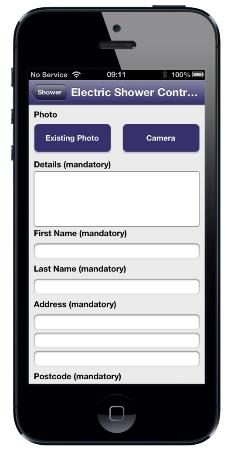 No Service 09:11 100%
Shower Electric Shower Contr...
Photo
Existing Photo Camera
Details (mandatory)
First Name (mandatory)
Last Name (mandatory)
Address (mandatory)
Postcode (mandatory)